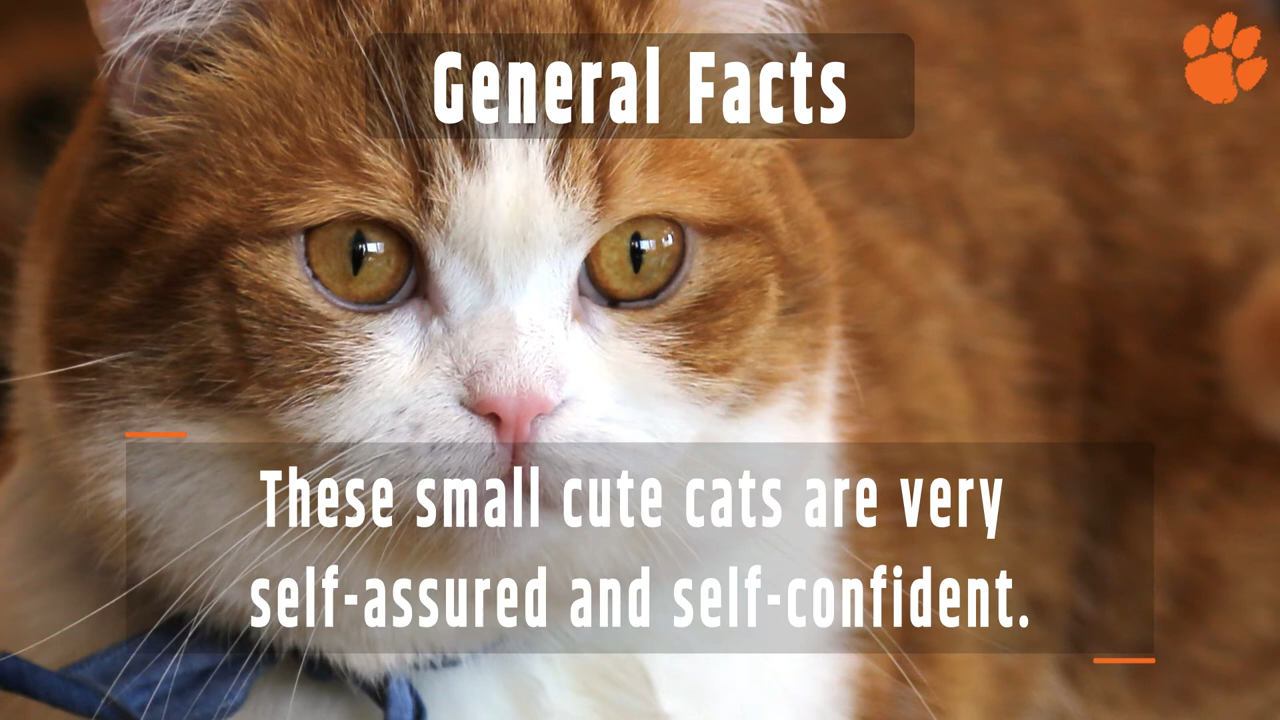 General Facts
These small cute cats are very
self-assured and self-confident.